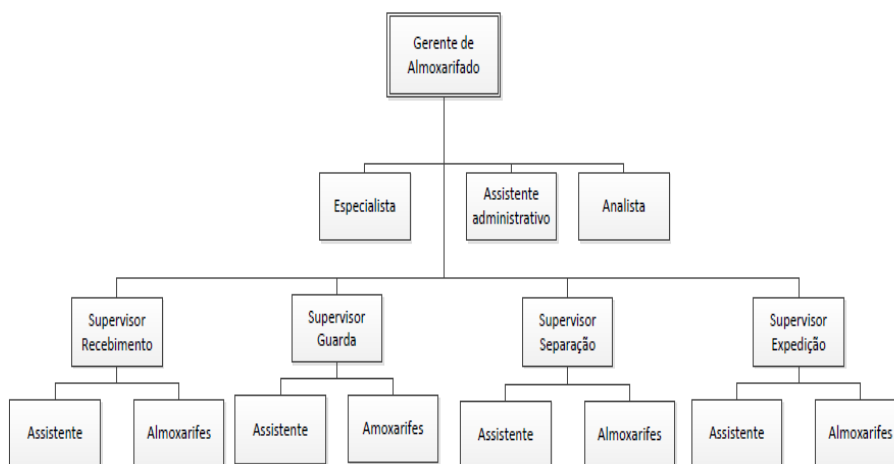 Gerente de
Almoxarifado
Especialista
Assistente
administrativo
Analista
Supervisor
Recebimento
Supervisor
Guarda
Supervisor
Separação
Supervisor
Expedição
Assistente
Almoxarifes
Assistente
Amoxarifes
Assistente
Almoxarifes
Assistente
Almoxarifes